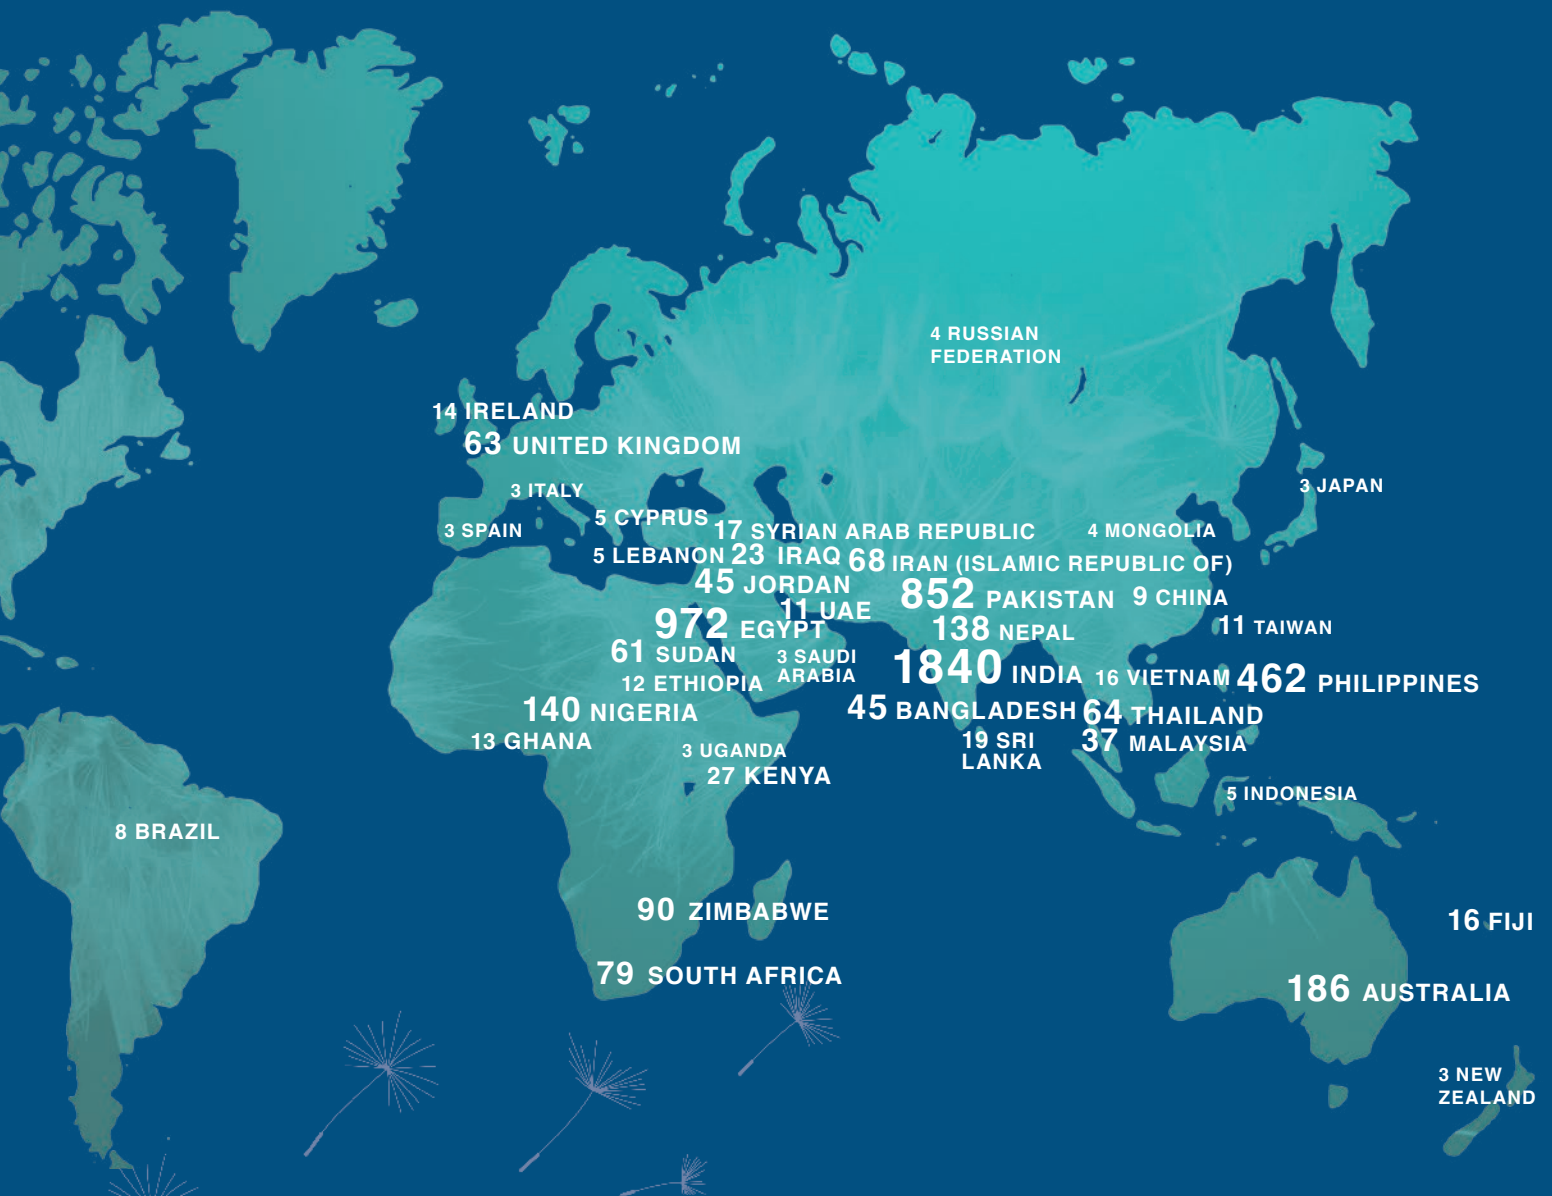 4 RUSSIAN
FEDERATION
14 IRELAND
63 UNITED KINGDOM
3 ITALY
3 JAPAN
5 CYPRUS
3 SPAIN
17 SYRIAN ARAB REPUBLIC
4 MONGOLIA
5 LEBANON
23 IRAQ
68 IRAN (ISLAMIC REPUBLIC OF)
45 JORDAN
852 PAKISTAN
9 CHINA
11 UAE
972 EGYPT
138 NEPAL
11 TAIWAN
61 SUDAN
3 SAUDI
ARABIA
1840 INDIA
16 VIETNAM
462 PHILIPPINES
12 ETHIOPIA
140 NIGERIA
45 BANGLADESH
64 THAILAND
13 GHANA
3 UGANDA
19 SRI
LANKA
37 MALAYSIA
27 KENYA
5 INDONESIA
8 BRAZIL
90 ZIMBABWE
16 FIJI
79 SOUTH AFRICA
186 AUSTRALIA
3 NEW
ZEALAND